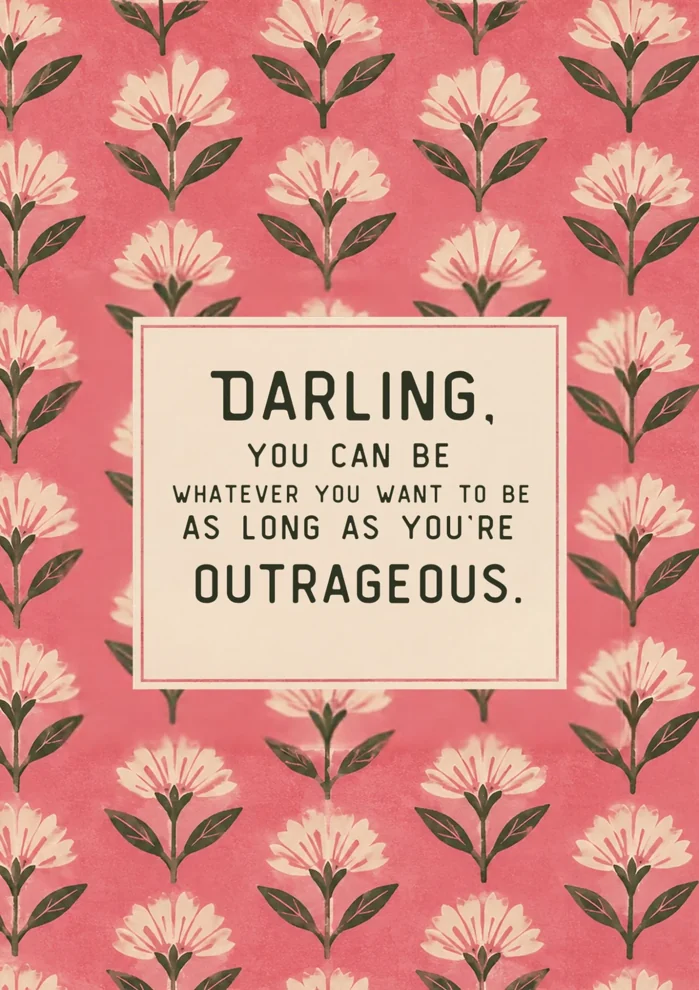 DARLING,
YOU CAN BE
WHATEVER YOU WANT TO BE
AS LONG AS YOU'RE
OUTRAGEOUS.